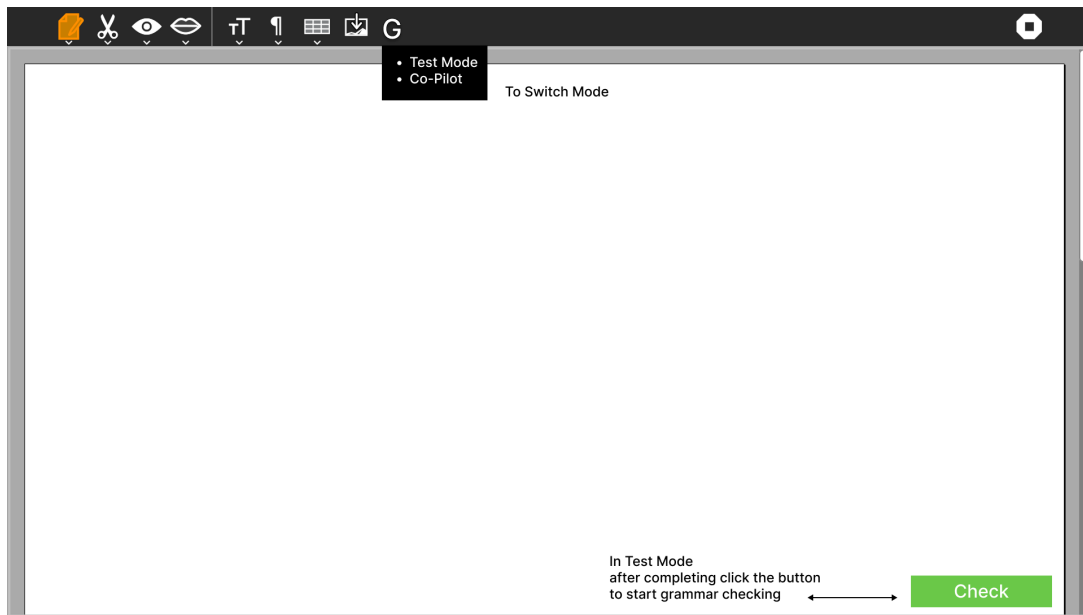 TT ¶ G
Test Mode
Co-Pilot
To Switch Mode
In Test Mode
after completing click the button
to start grammar checking
Check